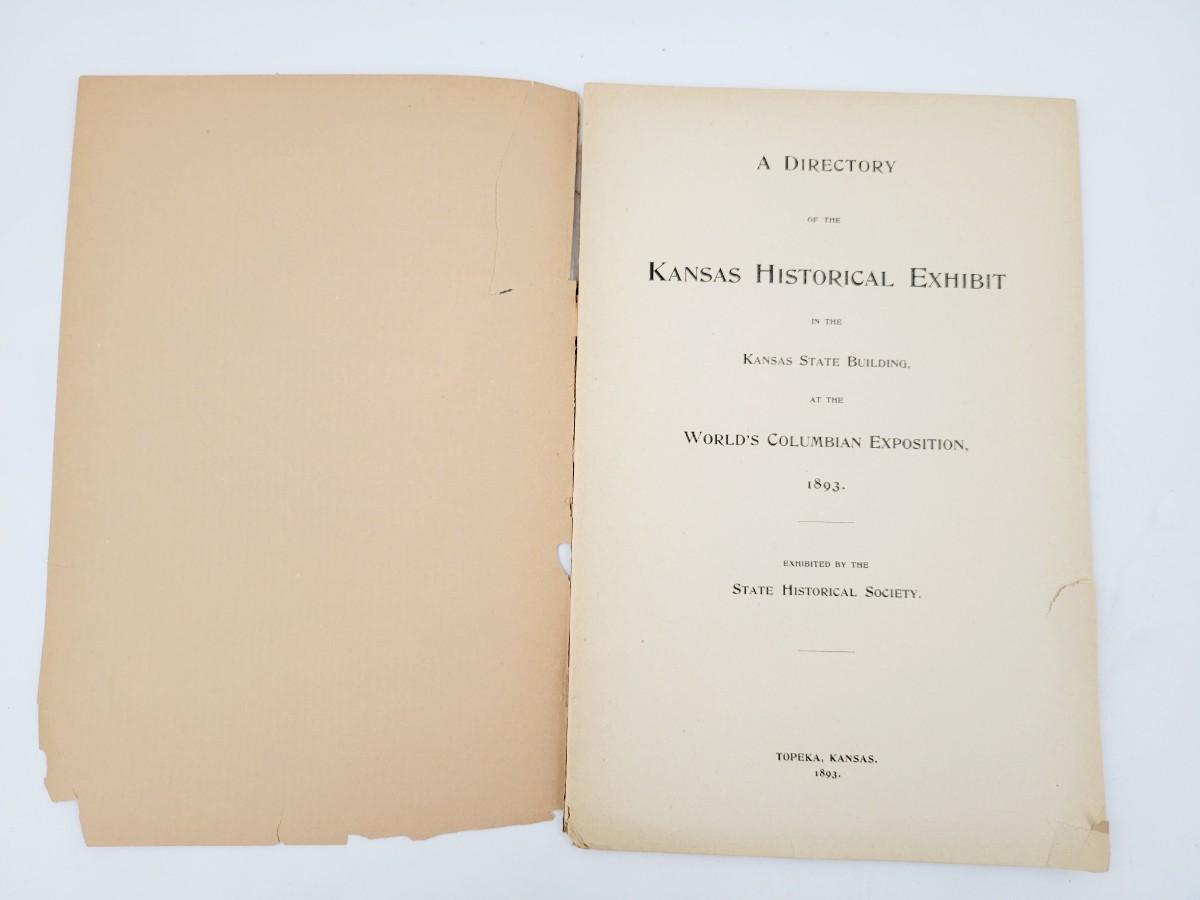 A DIRECTORY
OF THE
KANSAS HISTORICAL EXHIBIT
IN THE
KANSAS STATE BUILDING,
AT THE
WORLD'S COLUMBIAN EXPOSITION,
1893.
EXHIBITED BY THE
STATE HISTORICAL SOCIETY.
TOPEKA, KANSAS.
1893.